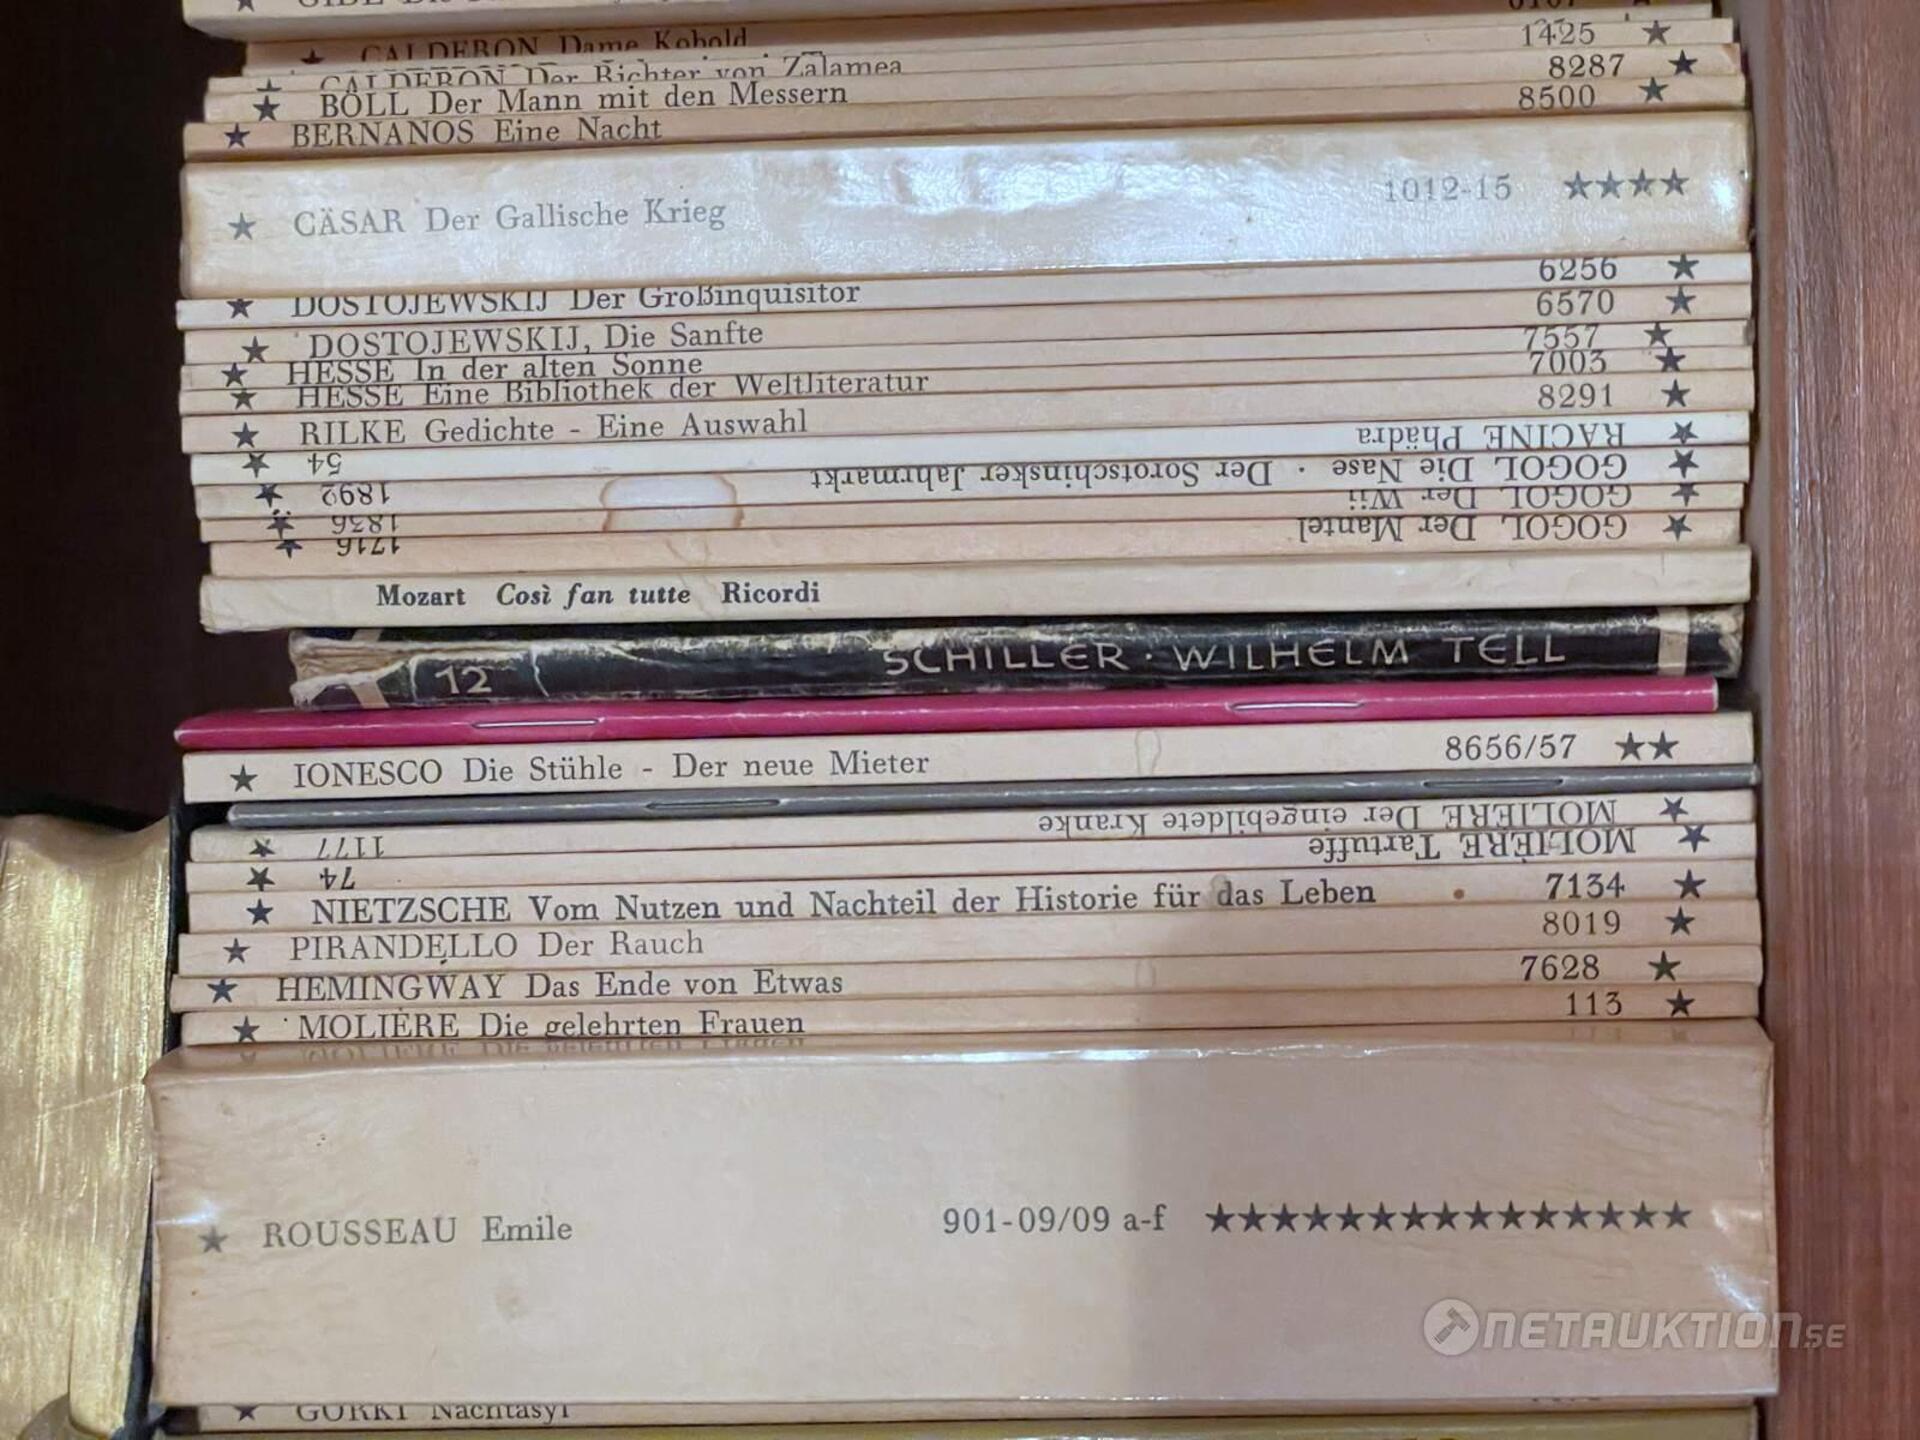 CALDERON Dame Kobold
1425
CALDERON Der Richter von Zalamea
8287
BÖLL Der Mann mit den Messern
8500
BERNANOS Eine Nacht
CÄSAR Der Gallische Krieg 1012-15
6256
DOSTOJEWSKIJ Der Großinquisitor
6570
DOSTOJEWSKIJ, Die Sanfte
7557
HESSE In der alten Sonne
7003
HESSE Eine Bibliothek der Weltliteratur
8291
RILKE Gedichte - Eine Auswahl
RACINE Phädra 54
GOGOL Die Nase · Der Sorotschinsker Jahrmarkt 1892
GOGOL Der Wij 1836
GOGOL Der Mantel 1716
Mozart Così fan tutte Ricordi
12 SCHILLER · WILHELM TELL
IONESCO Die Stühle - Der neue Mieter 8656/57
MOLIÈRE Der eingebildete Kranke 1177
MOLIÈRE Tartuffe 74
NIETZSCHE Vom Nutzen und Nachteil der Historie für das Leben 7134
8019
PIRANDELLO Der Rauch
7628
HEMINGWAY Das Ende von Etwas
113
MOLIÈRE Die gelehrten Frauen
ROUSSEAU Emile 901-09/09 a-f
NETAUKTION.SE
GORKI Nachtasyl